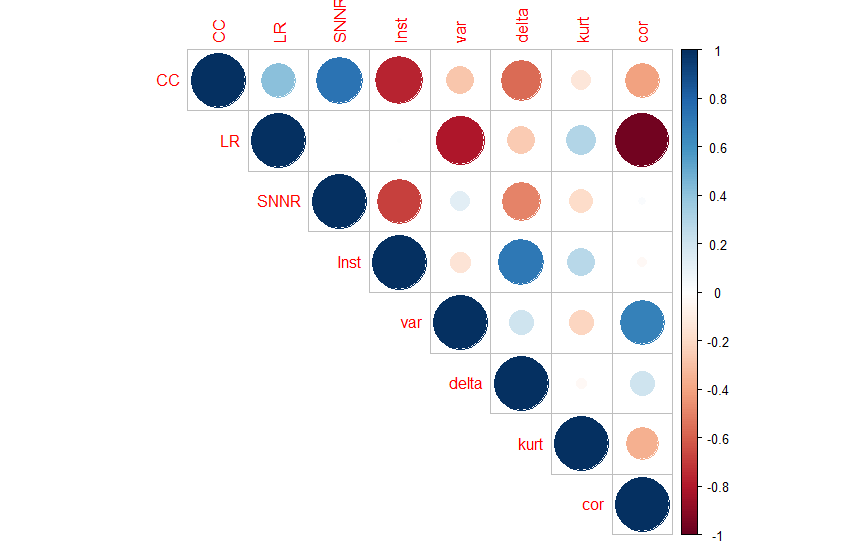 CC LR SNNR Inst var delta kurt cor
CC
LR
SNNR
Inst
var
delta
kurt
cor
1
0.8
0.6
0.4
0.2
0
-0.2
-0.4
-0.6
-0.8
-1